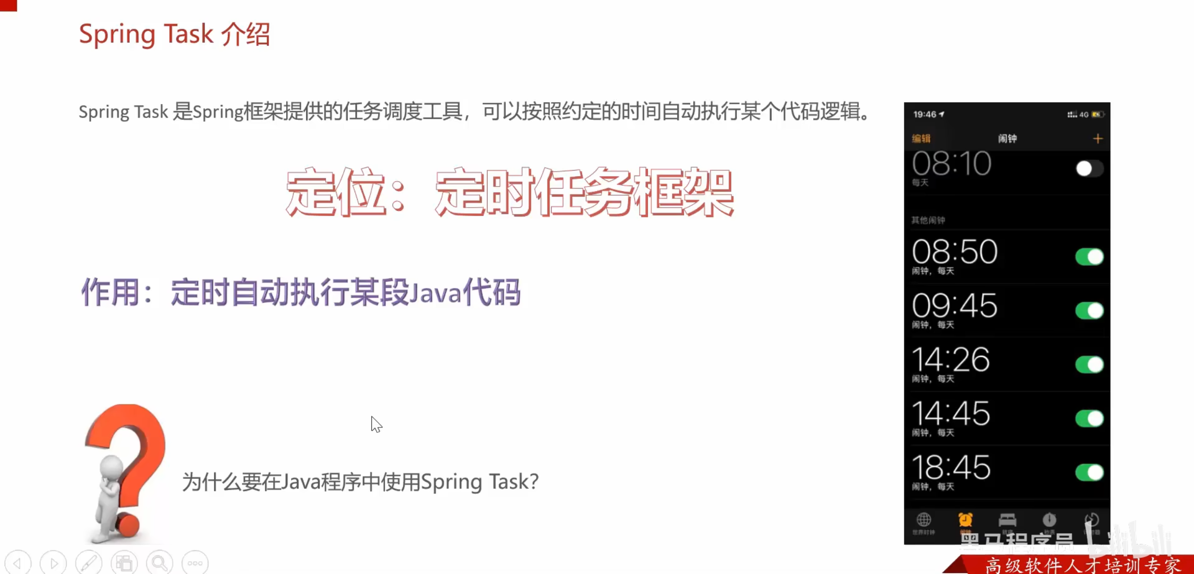 Spring Task 介绍
Spring Task 是Spring框架提供的任务调度工具，可以按照约定的时间自动执行某个代码逻辑。
定位：定时任务框架
作用：定时自动执行某段Java代码
为什么要在Java程序中使用Spring Task?
19:46
4G
编辑
闹钟
+
08:10
每天
其他闹钟
08:50
闹钟，每天
09:45
闹钟，每天
14:26
闹钟，每天
14:45
闹钟，每天
18:45
闹钟，每天
黑马程序员
bilibili
高级软件人才培训专家